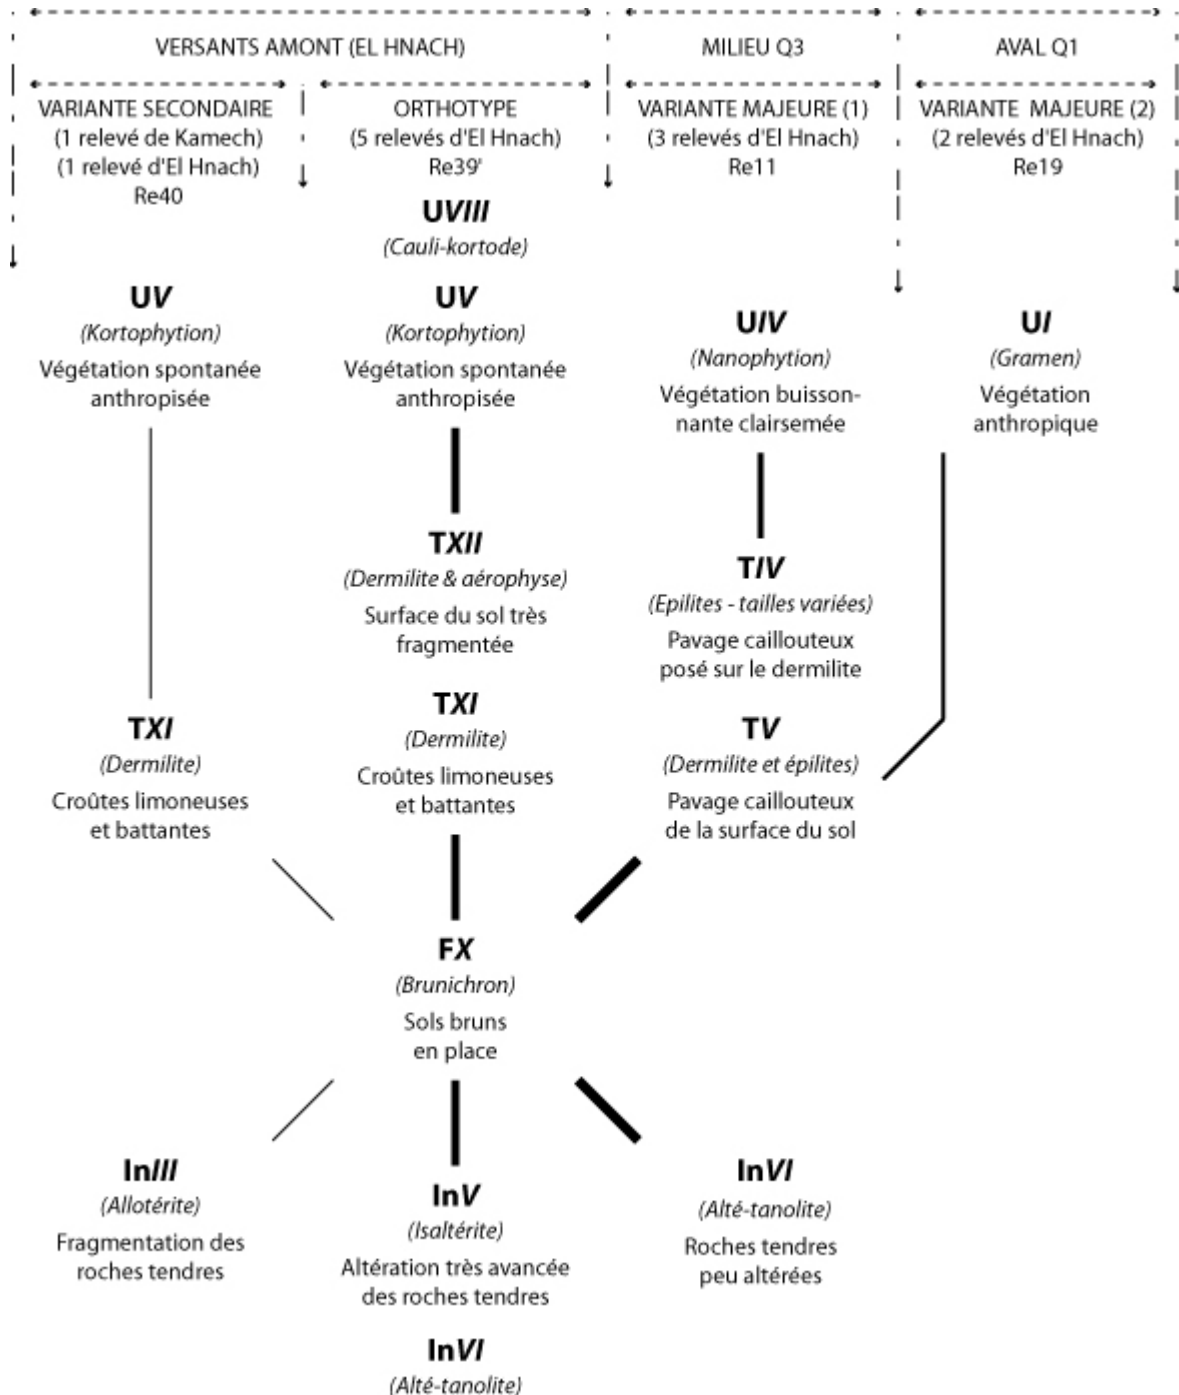 VERSANTS AMONT (EL HNACH)
MILIEU Q3
AVAL Q1
VARIANTE SECONDAIRE
(1 relevé de Kamech)
(1 relevé d'El Hnach)
Re40
ORTHOTYPE
(5 relevés d'El Hnach)
Re39'
VARIANTE MAJEURE (1)
(3 relevés d'El Hnach)
Re11
VARIANTE MAJEURE (2)
(2 relevés d'El Hnach)
Re19
UVIII
(Cauli-kortode)
UV
(Kortophytion)
Végétation spontanée
anthropisée
UV
(Kortophytion)
Végétation spontanée
anthropisée
UIV
(Nanophytion)
Végétation buisson-
nante clairsemée
UI
(Gramen)
Végétation
anthropique
TXII
(Dermilite & aérophyse)
Surface du sol très
fragmentée
TIV
(Epilites - tailles variées)
Pavage caillouteux
posé sur le dermilite
TXI
(Dermilite)
Croûtes limoneuses
et battantes
TXI
(Dermilite)
Croûtes limoneuses
et battantes
TV
(Dermilite et épilites)
Pavage caillouteux
de la surface du sol
FX
(Brunichron)
Sols bruns
en place
InIII
(Allotérite)
Fragmentation des
roches tendres
InV
(Isaltérite)
Altération très avancée
des roches tendres
InVI
(Alté-tanolite)
Roches tendres
peu altérées
InVI
(Alté-tanolite)